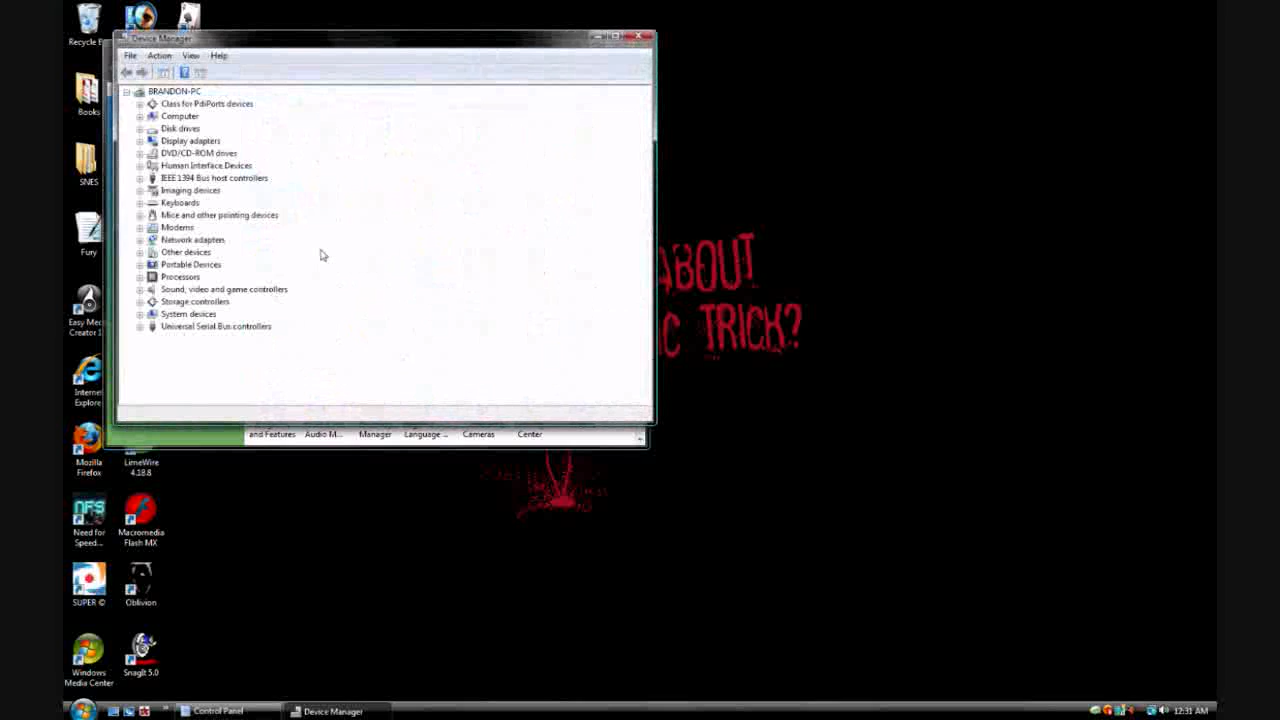 Recycle B
Device Manager
File Action View Help
BRANDON-PC
Class for PdiPorts devices
Computer
Disk drives
Display adapters
DVD/CD-ROM drives
Human Interface Devices
IEEE 1394 Bus host controllers
Imaging devices
Keyboards
Mice and other pointing devices
Modems
Network adapters
Other devices
Portable Devices
Processors
Sound, video and game controllers
Storage controllers
System devices
Universal Serial Bus controllers
Books
SNES
Fury
Easy Med
Creator 1
Internet
Explore
Mozilla
Firefox
LimeWire
4.18.8
and Features Audio M... Manager Language ... Cameras Center
ABOUT
IC TRICK?
NFS
Need for
Speed...
Macromedia
Flash MX
SUPER ©
Oblivion
Windows
Media Center
SnagIt 5.0
Control Panel Device Manager 12:31 AM